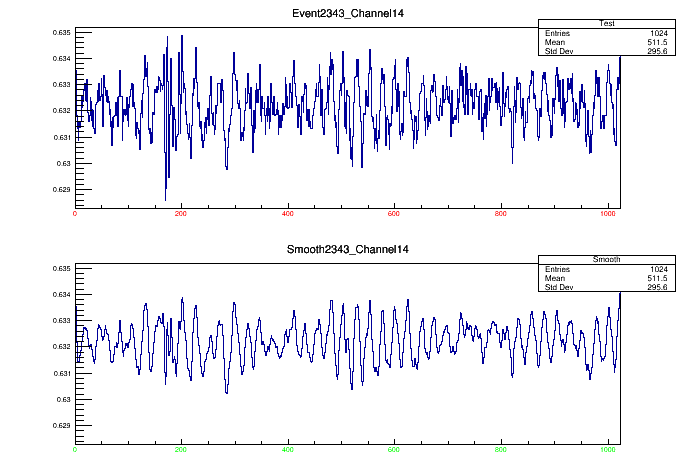 Event2343_Channel14
Test
Entries 1024
Mean 511.5
Std Dev 295.6
0.635
0.634
0.633
0.632
0.631
0.63
0.629
0 200 400 600 800 1000
Smooth2343_Channel14
Smooth
Entries 1024
Mean 511.5
Std Dev 295.6
0.635
0.634
0.633
0.632
0.631
0.63
0.629
0 200 400 600 800 1000